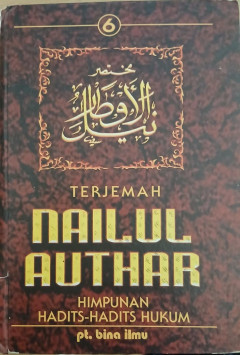 6
مختصر
نيل الأوطار
TERJEMAH
NAILUL
AUTHAR
HIMPUNAN
HADITS-HADITS HUKUM
pt. bina ilmu